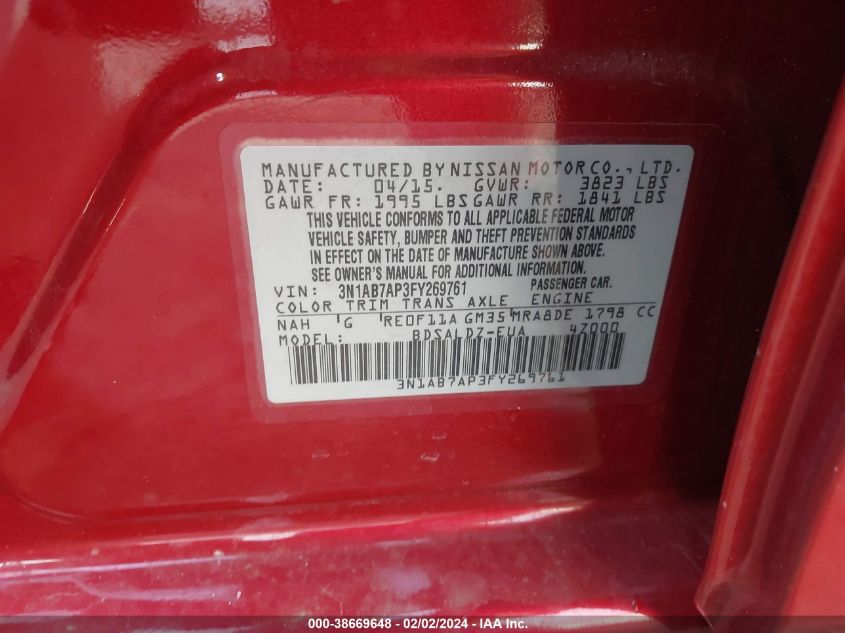 MANUFACTURED BY NISSAN MOTOR CO., LTD.
DATE: 04/15. GVWR: 3823 LBS
GAWR FR: 1995 LBS GAWR RR: 1841 LBS
THIS VEHICLE CONFORMS TO ALL APPLICABLE FEDERAL MOTOR
VEHICLE SAFETY, BUMPER AND THEFT PREVENTION STANDARDS
IN EFFECT ON THE DATE OF MANUFACTURE SHOWN ABOVE.
SEE OWNER'S MANUAL FOR ADDITIONAL INFORMATION.
VIN: 3N1AB7AP3FY269761 PASSENGER CAR.
COLOR TRIM TRANS AXLE ENGINE
NAH G RE0F11A GM35 MRA8DE 1798 CC
MODEL: BDSALDZ-EUA 47000
3N1AB7AP3FY269761
000-38669648 - 02/02/2024 - IAA Inc.